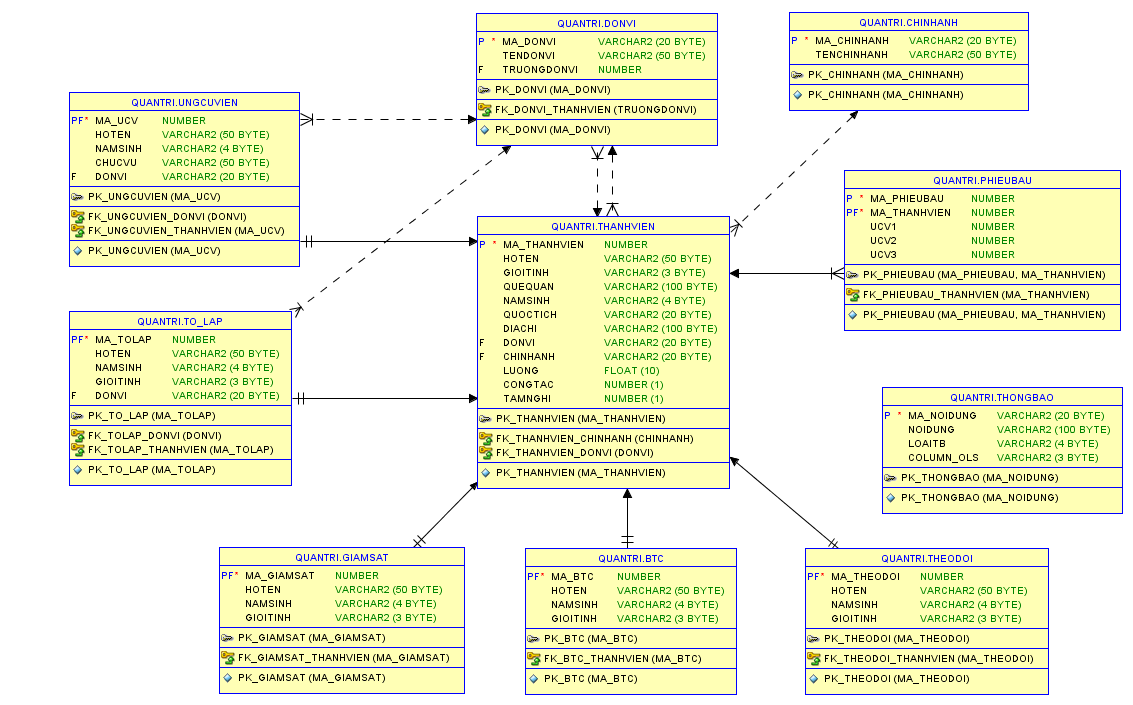 QUANTRI.DONVI
P * MA_DONVI VARCHAR2 (20 BYTE)
TENDONVI VARCHAR2 (50 BYTE)
F TRUONGDONVI NUMBER
PK_DONVI (MA_DONVI)
FK_DONVI_THANHVIEN (TRUONGDONVI)
PK_DONVI (MA_DONVI)
QUANTRI.CHINHANH
P * MA_CHINHANH VARCHAR2 (20 BYTE)
TENCHINHANH VARCHAR2 (50 BYTE)
PK_CHINHANH (MA_CHINHANH)
PK_CHINHANH (MA_CHINHANH)
QUANTRI.UNGCUVIEN
PF* MA_UCV NUMBER
HOTEN VARCHAR2 (50 BYTE)
NAMSINH VARCHAR2 (4 BYTE)
CHUCVU VARCHAR2 (50 BYTE)
F DONVI VARCHAR2 (20 BYTE)
PK_UNGCUVIEN (MA_UCV)
FK_UNGCUVIEN_DONVI (DONVI)
FK_UNGCUVIEN_THANHVIEN (MA_UCV)
PK_UNGCUVIEN (MA_UCV)
QUANTRI.PHIEUBAU
P * MA_PHIEUBAU NUMBER
PF* MA_THANHVIEN NUMBER
UCV1 NUMBER
UCV2 NUMBER
UCV3 NUMBER
PK_PHIEUBAU (MA_PHIEUBAU, MA_THANHVIEN)
FK_PHIEUBAU_THANHVIEN (MA_THANHVIEN)
PK_PHIEUBAU (MA_PHIEUBAU, MA_THANHVIEN)
QUANTRI.THANHVIEN
P * MA_THANHVIEN NUMBER
HOTEN VARCHAR2 (50 BYTE)
GIOITINH VARCHAR2 (3 BYTE)
QUEQUAN VARCHAR2 (100 BYTE)
NAMSINH VARCHAR2 (4 BYTE)
QUOCTICH VARCHAR2 (20 BYTE)
DIACHI VARCHAR2 (100 BYTE)
F DONVI VARCHAR2 (20 BYTE)
F CHINHANH VARCHAR2 (20 BYTE)
LUONG FLOAT (10)
CONGTAC NUMBER (1)
TAMNGHI NUMBER (1)
PK_THANHVIEN (MA_THANHVIEN)
FK_THANHVIEN_CHINHANH (CHINHANH)
FK_THANHVIEN_DONVI (DONVI)
PK_THANHVIEN (MA_THANHVIEN)
QUANTRI.TO_LAP
PF* MA_TOLAP NUMBER
HOTEN VARCHAR2 (50 BYTE)
NAMSINH VARCHAR2 (4 BYTE)
GIOITINH VARCHAR2 (3 BYTE)
F DONVI VARCHAR2 (20 BYTE)
PK_TO_LAP (MA_TOLAP)
FK_TOLAP_DONVI (DONVI)
FK_TOLAP_THANHVIEN (MA_TOLAP)
PK_TO_LAP (MA_TOLAP)
QUANTRI.THONGBAO
P * MA_NOIDUNG VARCHAR2 (20 BYTE)
NOIDUNG VARCHAR2 (100 BYTE)
LOAITB VARCHAR2 (4 BYTE)
COLUMN_OLS VARCHAR2 (3 BYTE)
PK_THONGBAO (MA_NOIDUNG)
PK_THONGBAO (MA_NOIDUNG)
QUANTRI.GIAMSAT
PF* MA_GIAMSAT NUMBER
HOTEN VARCHAR2 (50 BYTE)
NAMSINH VARCHAR2 (4 BYTE)
GIOITINH VARCHAR2 (3 BYTE)
PK_GIAMSAT (MA_GIAMSAT)
FK_GIAMSAT_THANHVIEN (MA_GIAMSAT)
PK_GIAMSAT (MA_GIAMSAT)
QUANTRI.BTC
PF* MA_BTC NUMBER
HOTEN VARCHAR2 (50 BYTE)
NAMSINH VARCHAR2 (4 BYTE)
GIOITINH VARCHAR2 (3 BYTE)
PK_BTC (MA_BTC)
FK_BTC_THANHVIEN (MA_BTC)
PK_BTC (MA_BTC)
QUANTRI.THEODOI
PF* MA_THEODOI NUMBER
HOTEN VARCHAR2 (50 BYTE)
NAMSINH VARCHAR2 (4 BYTE)
GIOITINH VARCHAR2 (3 BYTE)
PK_THEODOI (MA_THEODOI)
FK_THEODOI_THANHVIEN (MA_THEODOI)
PK_THEODOI (MA_THEODOI)